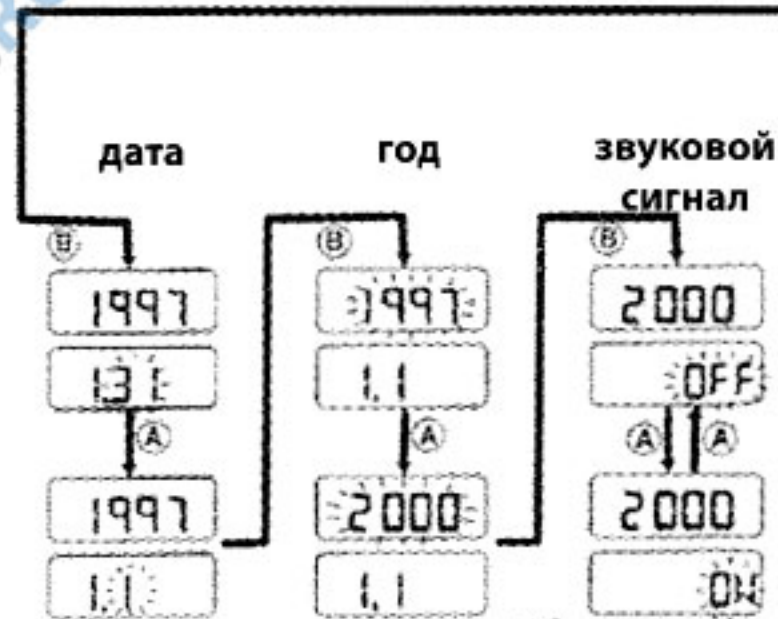 дата
год
звуковой
сигнал
B
B
B
1997
1997
2000
1.31
1.1
OFF
A
A
A
A
1997
2000
2000
1.1
1.1
ON